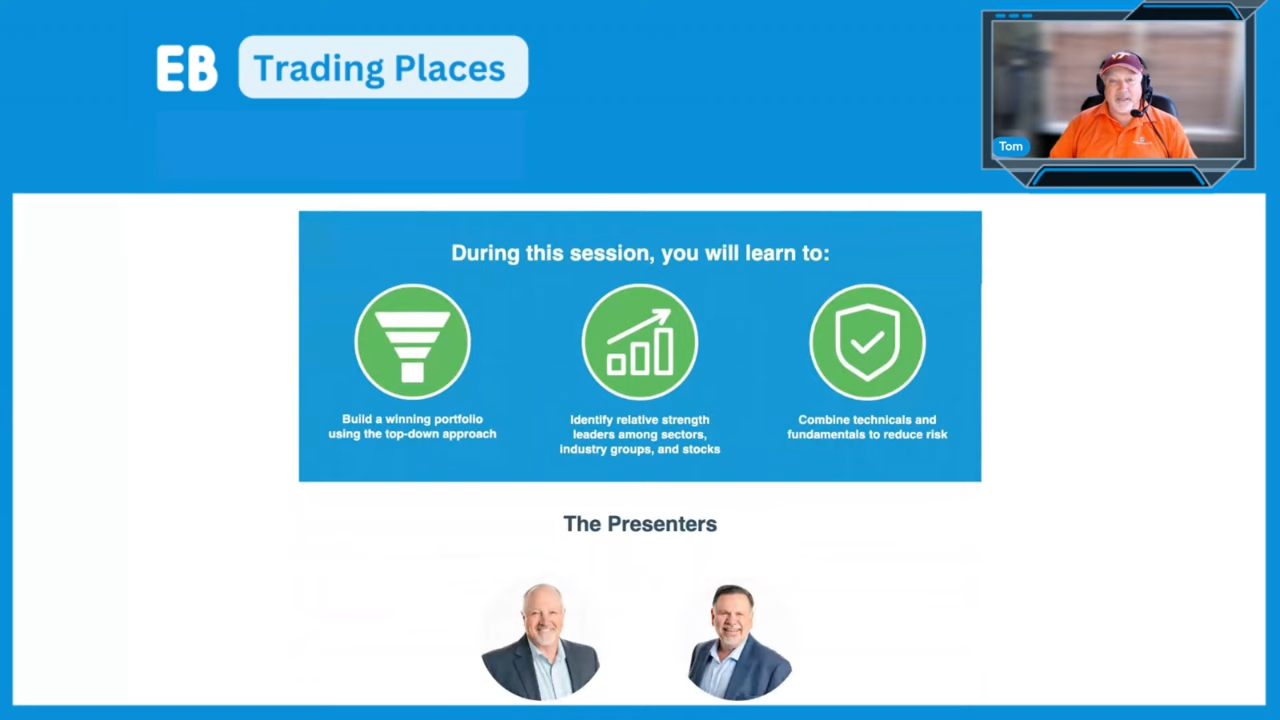 EB
Trading Places
VT
Tom
During this session, you will learn to:
Build a winning portfolio
using the top-down approach
Identify relative strength
leaders among sectors,
industry groups, and stocks
Combine technicals and
fundamentals to reduce risk
The Presenters